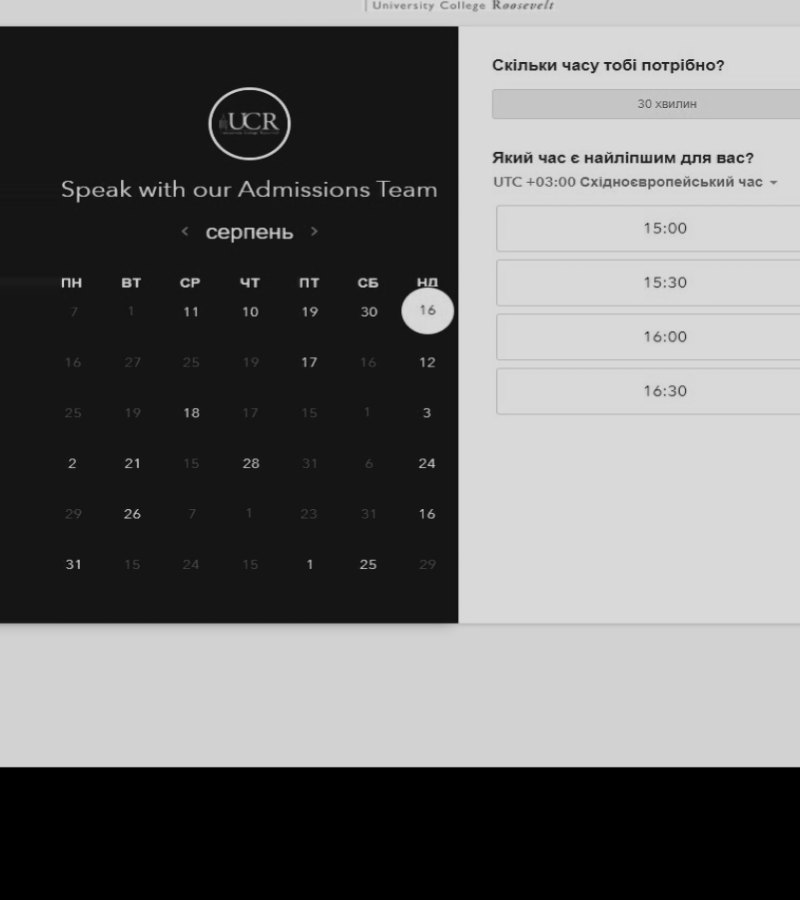 University College Roosevelt
UCR
Speak with our Admissions Team
‹ серпень ›
ПН ВТ СР ЧТ ПТ СБ НД
7 1 11 10 19 30 16
16 27 25 19 17 16 12
25 19 18 17 15 1 3
2 21 15 28 31 6 24
29 26 7 1 23 31 16
31 15 24 15 1 25 29
Скільки часу тобі потрібно?
30 хвилин
Який час є найліпшим для вас?
UTC +03:00 Східноєвропейський час
15:00
15:30
16:00
16:30